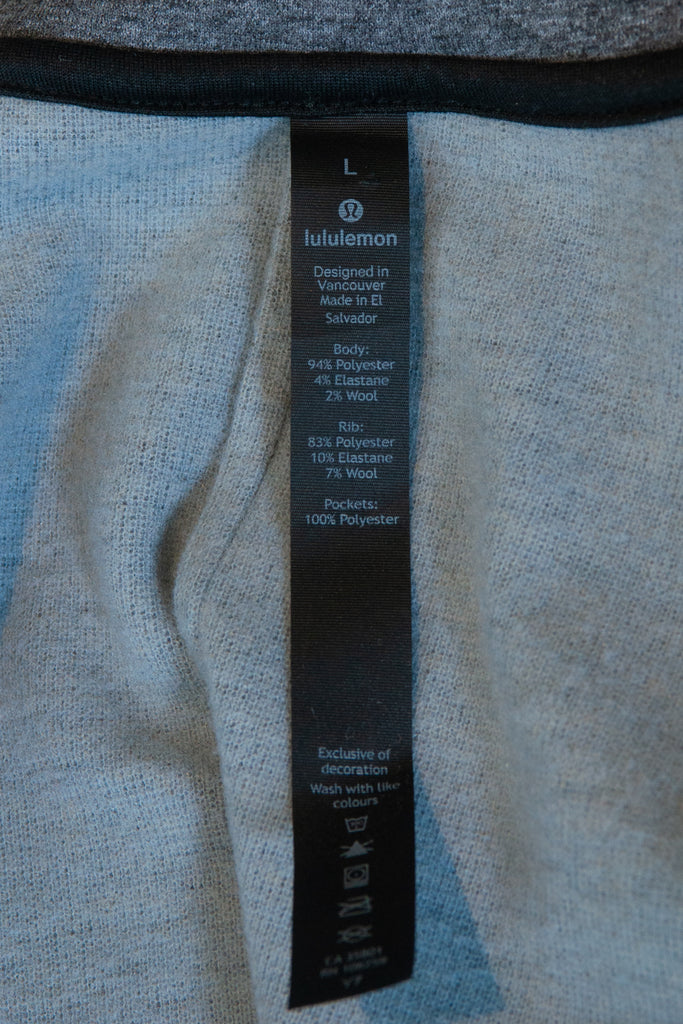 L
lululemon
Designed in
Vancouver
Made in El
Salvador
Body:
94% Polyester
4% Elastane
2% Wool
Rib:
83% Polyester
10% Elastane
7% Wool
Pockets:
100% Polyester
Exclusive of
decoration
Wash with like
colours